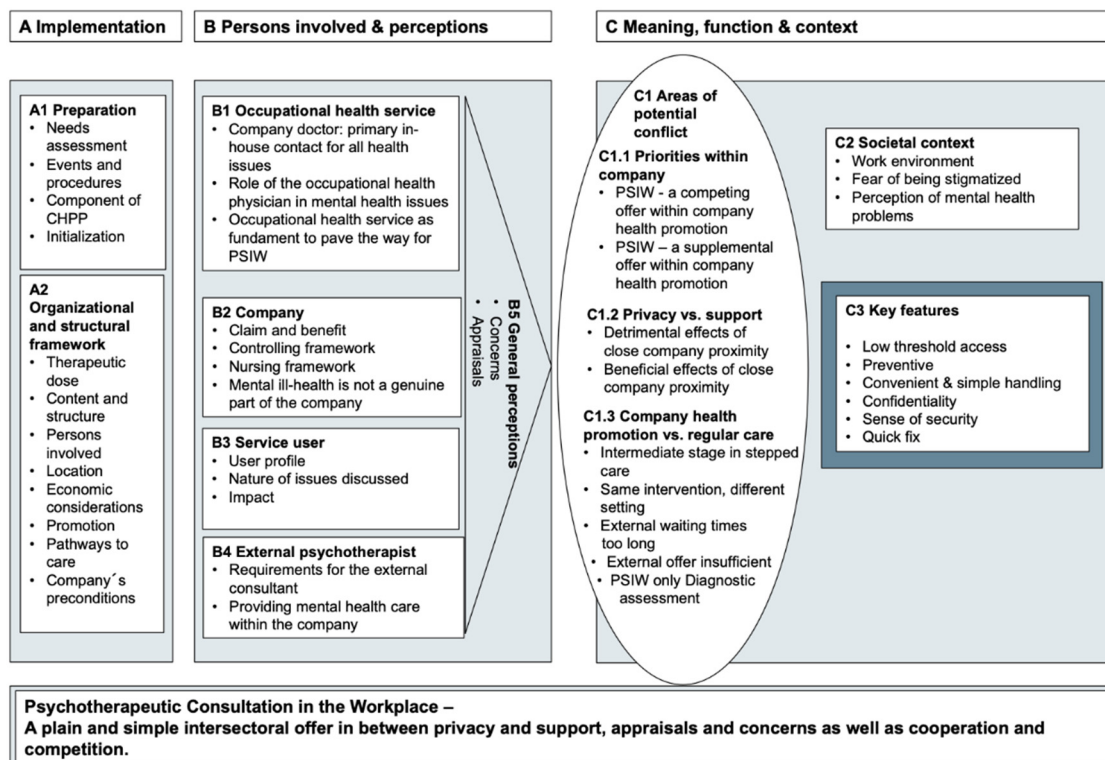 A Implementation
B Persons involved & perceptions
C Meaning, function & context
A1 Preparation
• Needs
assessment
• Events and
procedures
• Component of
CHPP
• Initialization
A2
Organizational
and structural
framework
• Therapeutic
dose
• Content and
structure
• Persons
involved
• Location
• Economic
considerations
• Promotion
• Pathways to
care
• Company´s
preconditions
B1 Occupational health service
• Company doctor: primary in-
house contact for all health
issues
• Role of the occupational health
physician in mental health issues
• Occupational health service as
fundament to pave the way for
PSIW
B2 Company
• Claim and benefit
• Controlling framework
• Nursing framework
• Mental ill-health is not a genuine
part of the company
B3 Service user
• User profile
• Nature of issues discussed
• Impact
B4 External psychotherapist
• Requirements for the external
consultant
• Providing mental health care
within the company
B5 General perceptions
• Concerns
• Appraisals
C1 Areas of
potential
conflict
C1.1 Priorities within
company
• PSIW - a competing
offer within company
health promotion
• PSIW – a supplemental
offer within company
health promotion
C1.2 Privacy vs. support
• Detrimental effects of
close company proximity
• Beneficial effects of close
company proximity
C1.3 Company health
promotion vs. regular care
• Intermediate stage in stepped
care
• Same intervention, different
setting
• External waiting times
too long
• External offer insufficient
• PSIW only Diagnostic
assessment
C2 Societal context
• Work environment
• Fear of being stigmatized
• Perception of mental health
problems
C3 Key features
• Low threshold access
• Preventive
• Convenient & simple handling
• Confidentiality
• Sense of security
• Quick fix
Psychotherapeutic Consultation in the Workplace –
A plain and simple intersectoral offer in between privacy and support, appraisals and concerns as well as cooperation and
competition.